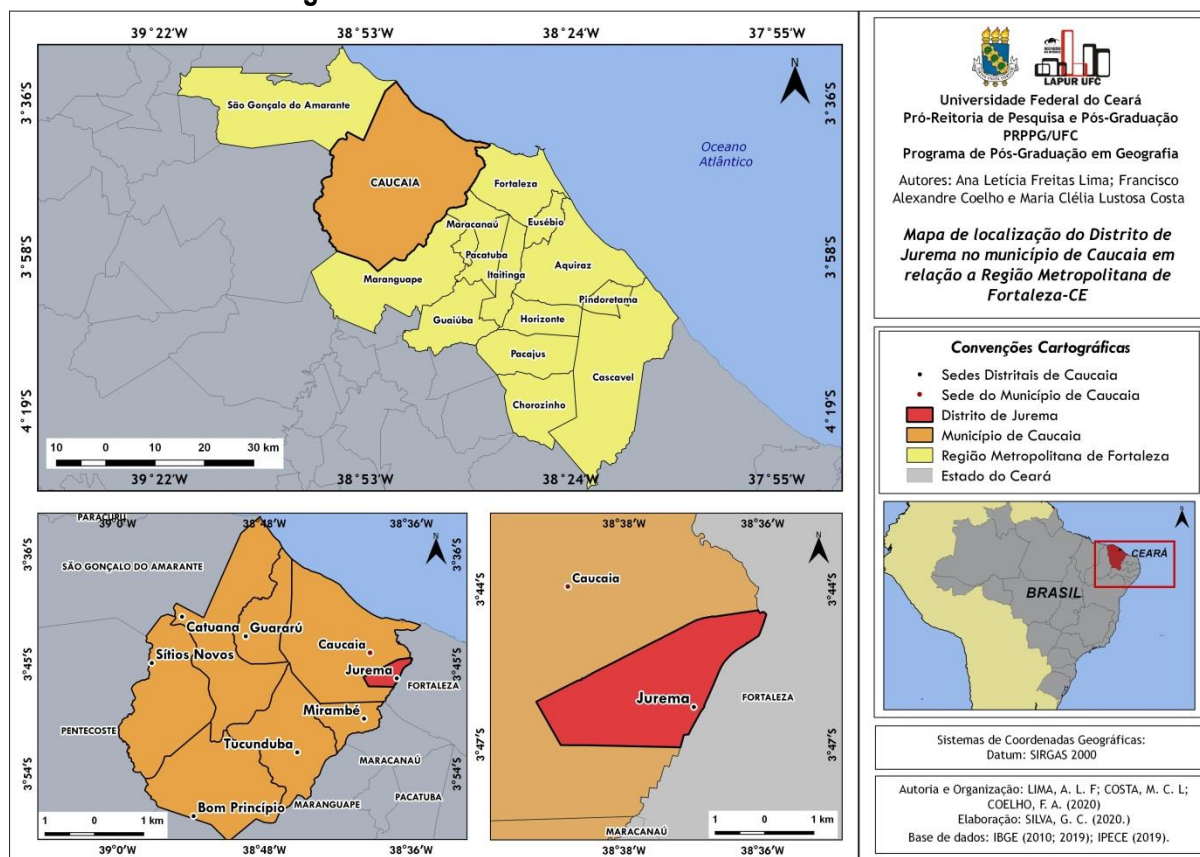 39°22'W 38°53'W 38°24'W 37°55'W
3°36'S 3°58'S 4°19'S
N
São Gonçalo do Amarante
CAUCAIA
Oceano
Atlântico
Fortaleza
Eusébio
Maracanaú
Pacatuba
Itaitinga
Aquiraz
Maranguape
Pindoretama
Guaiúba
Horizonte
Pacajus
Cascavel
Chorozinho
3°36'S 3°58'S 4°19'S
10 0 10 20 30 km
39°22'W 38°53'W 38°24'W 37°55'W
39°0'W 38°48'W 38°36'W
3°36'S 3°45'S 3°54'S
N
PARACURU
SÃO GONÇALO DO AMARANTE
Catuana
Guararú
Sítios Novos
Caucaia
Jurema
FORTALEZA
Mirambé
PENTECOSTE
Tucunduba
MARACANAÚ
PACATUBA
MARANGUAPE
Bom Princípio
1 0 1 km
39°0'W 38°48'W 38°36'W
38°38'W 38°36'W
3°44'S 3°47'S
N
Caucaia
Jurema
FORTALEZA
MARACANAÚ
1 0 1 km
38°38'W 38°36'W
LAPUR UFC
Universidade Federal do Ceará
Pró-Reitoria de Pesquisa e Pós-Graduação
PRPPG/UFC
Programa de Pós-Graduação em Geografia
Autores: Ana Letícia Freitas Lima; Francisco
Alexandre Coelho e Maria Clélia Lustosa Costa
Mapa de localização do Distrito de
Jurema no município de Caucaia em
relação a Região Metropolitana de
Fortaleza-CE
Convenções Cartográficas
Sedes Distritais de Caucaia
Sede do Município de Caucaia
Distrito de Jurema
Município de Caucaia
Região Metropolitana de Fortaleza
Estado do Ceará
N
CEARÁ
BRASIL
Sistemas de Coordenadas Geográficas:
Datum: SIRGAS 2000
Autoria e Organização: LIMA, A. L. F; COSTA, M. C. L;
COELHO, F. A. (2020)
Elaboração: SILVA, G. C. (2020.)
Base de dados: IBGE (2010; 2019); IPECE (2019).